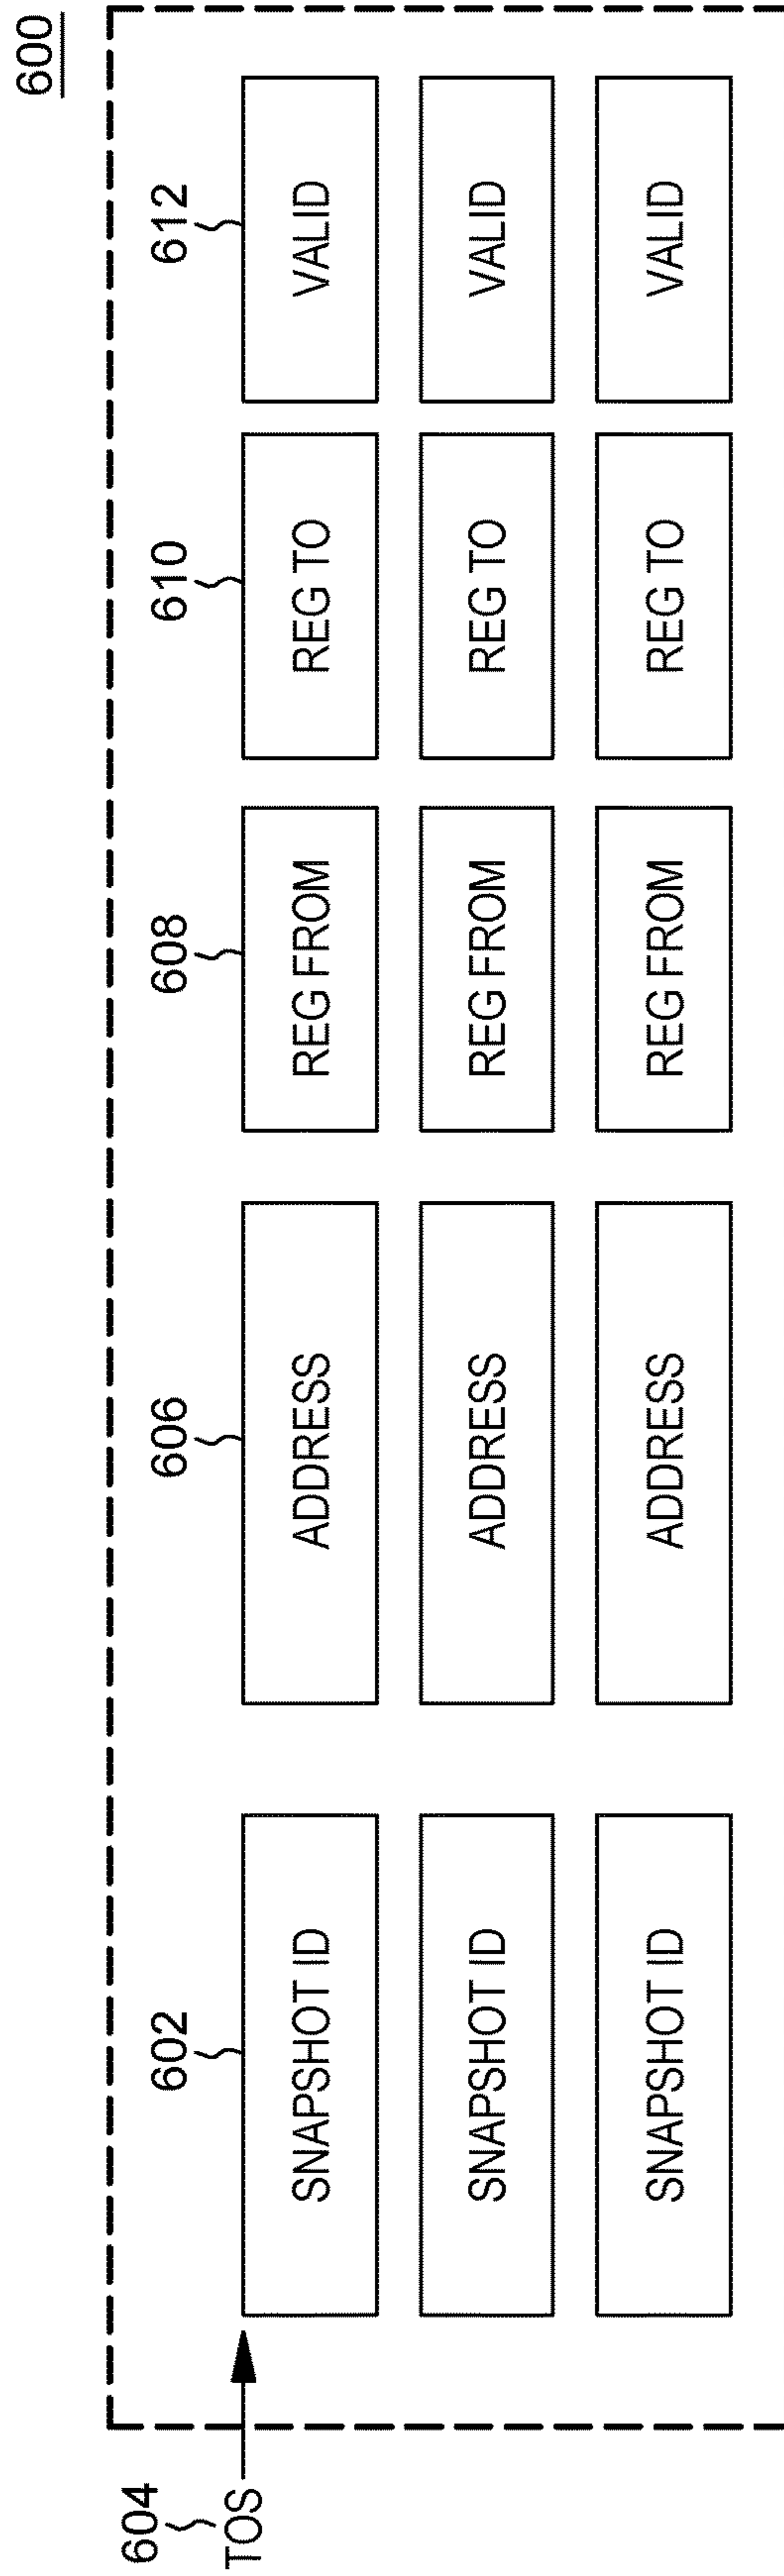 600
604
TOS
602
606
608
610
612
SNAPSHOT ID
ADDRESS
REG FROM
REG TO
VALID
SNAPSHOT ID
ADDRESS
REG FROM
REG TO
VALID
SNAPSHOT ID
ADDRESS
REG FROM
REG TO
VALID